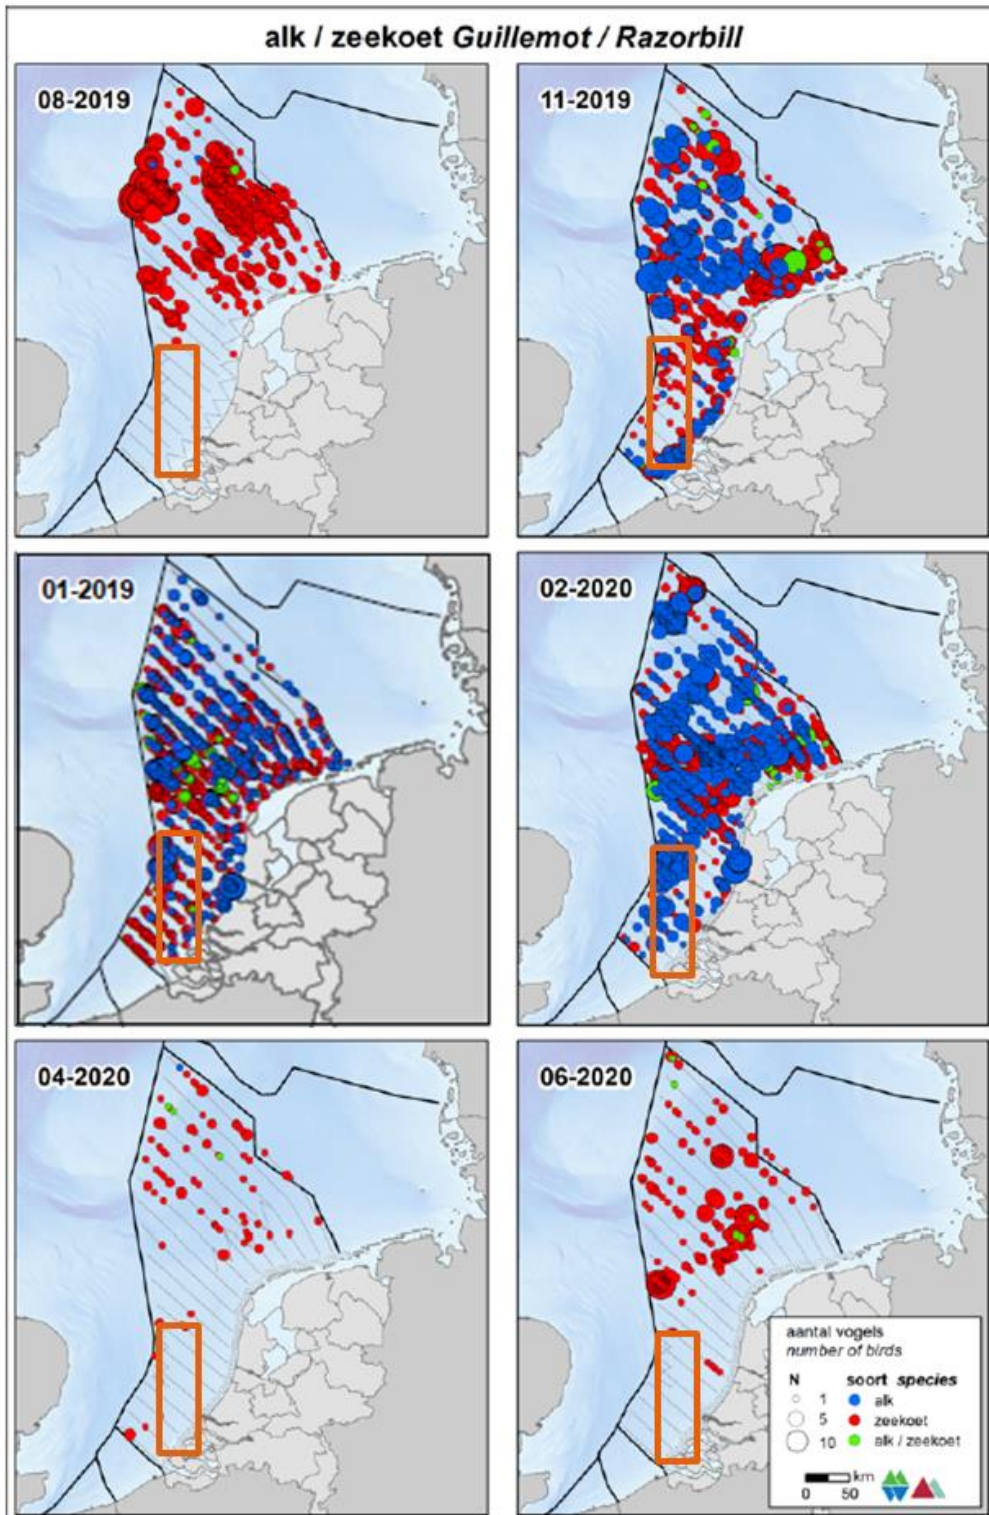 alk / zeekoet Guillemot / Razorbill
08-2019
11-2019
01-2019
02-2020
04-2020
06-2020
aantal vogels
number of birds
N soort species
1 alk
5 zeekoet
10 alk / zeekoet
km
0 50